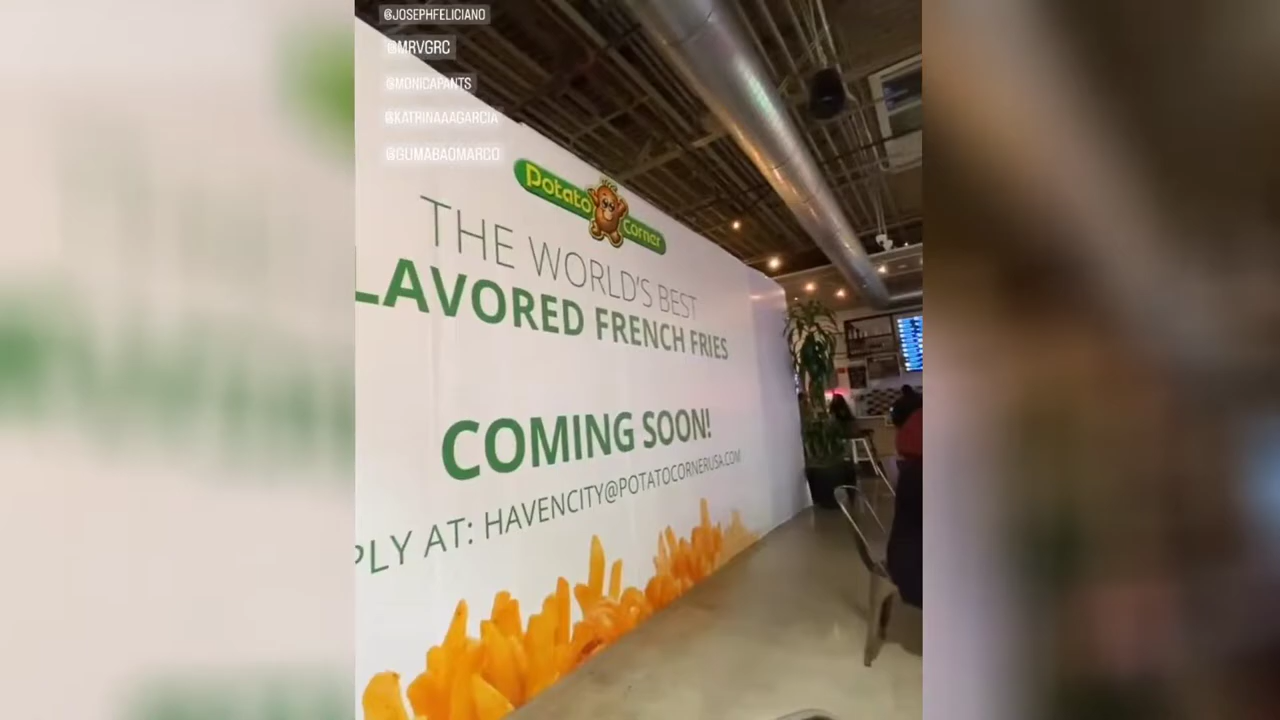 @JOSEPHFELICIANO
@MRVGRC
@MONICAPANTS
@KATRINAAAGARCIA
@GUMABAOMARCO
Potato Corner
THE WORLD'S BEST
LAVORED FRENCH FRIES
COMING SOON!
PLY AT: HAVENCITY@POTATOCORNERUSA.COM